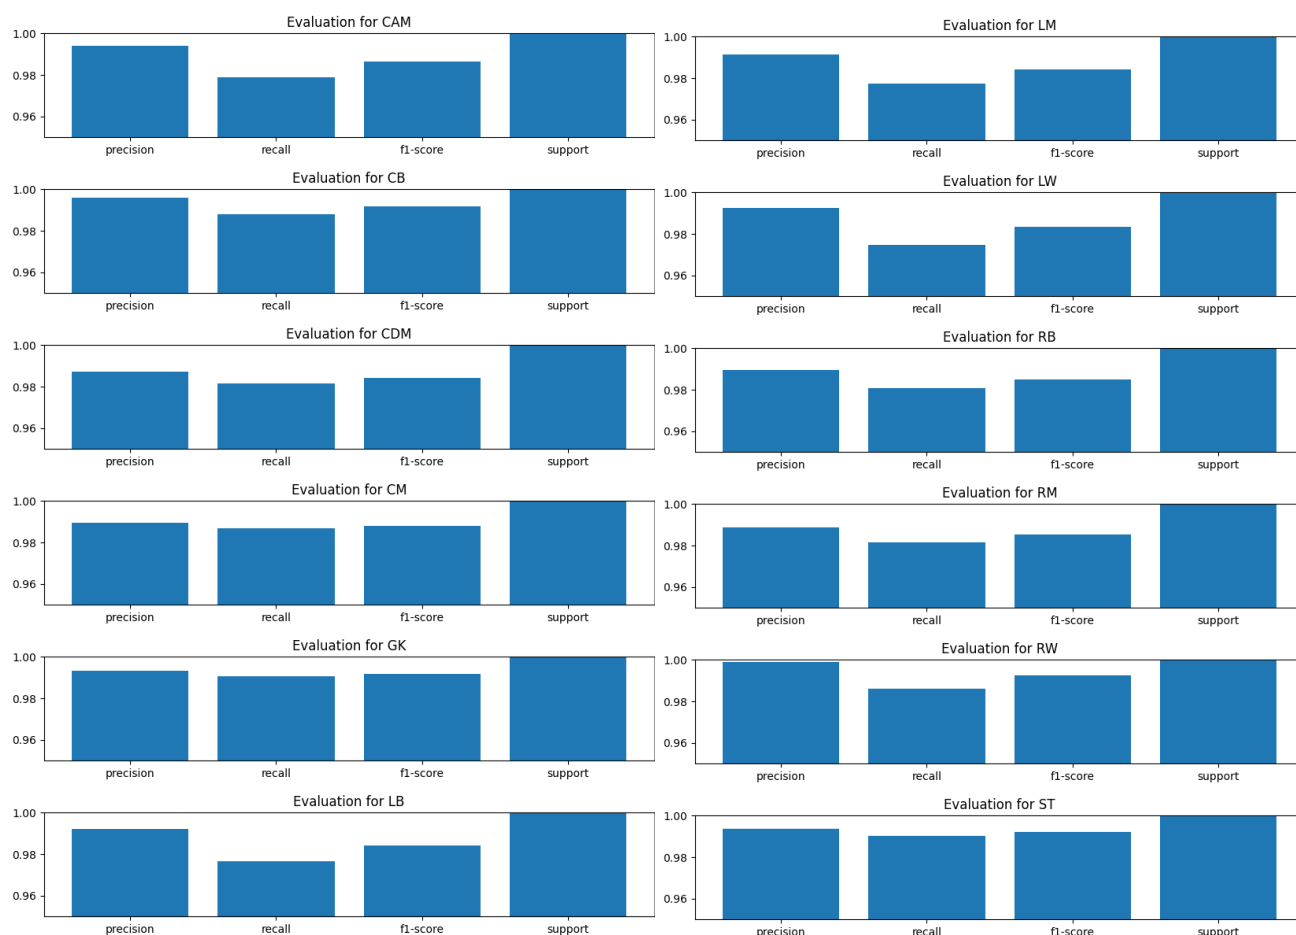 Evaluation for CAM
1.00
0.98
0.96
precision recall f1-score support
Evaluation for CB
1.00
0.98
0.96
precision recall f1-score support
Evaluation for CDM
1.00
0.98
0.96
precision recall f1-score support
Evaluation for CM
1.00
0.98
0.96
precision recall f1-score support
Evaluation for GK
1.00
0.98
0.96
precision recall f1-score support
Evaluation for LB
1.00
0.98
0.96
precision recall f1-score support
Evaluation for LM
1.00
0.98
0.96
precision recall f1-score support
Evaluation for LW
1.00
0.98
0.96
precision recall f1-score support
Evaluation for RB
1.00
0.98
0.96
precision recall f1-score support
Evaluation for RM
1.00
0.98
0.96
precision recall f1-score support
Evaluation for RW
1.00
0.98
0.96
precision recall f1-score support
Evaluation for ST
1.00
0.98
0.96
precision recall f1-score support